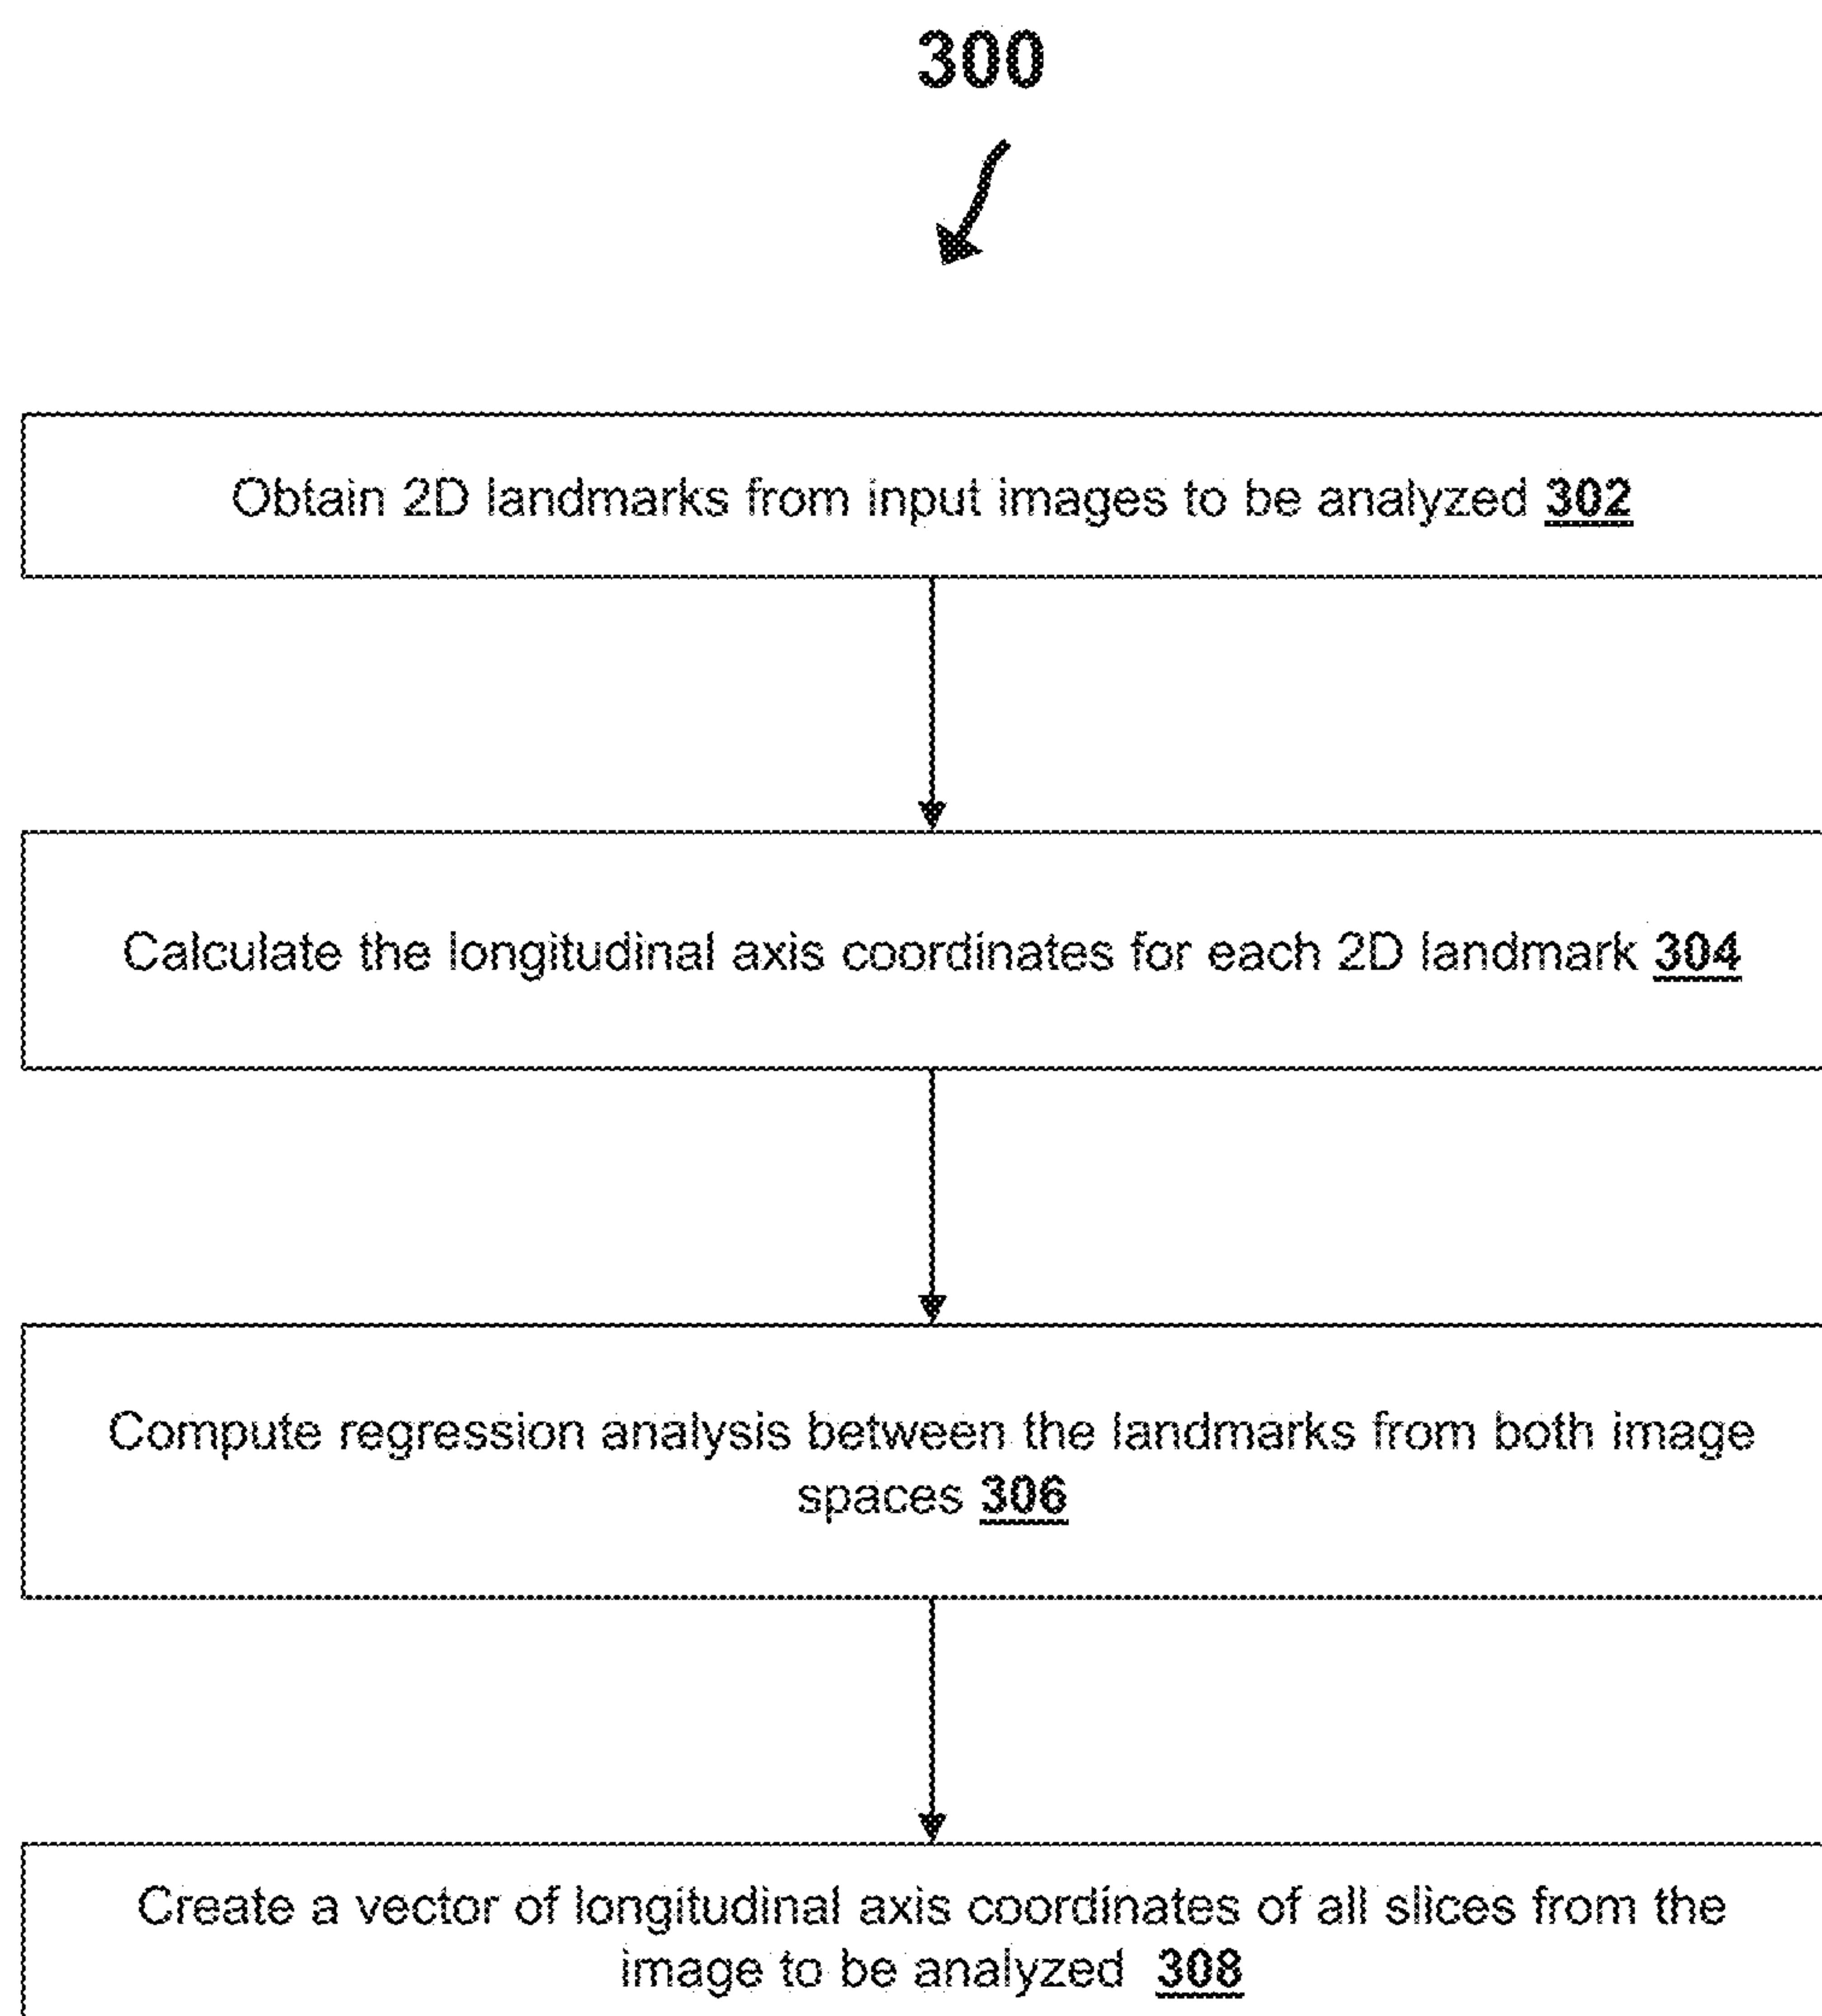 300
Obtain 2D landmarks from input images to be analyzed 302
Calculate the longitudinal axis coordinates for each 2D landmark 304
Compute regression analysis between the landmarks from both image
spaces 306
Create a vector of longitudinal axis coordinates of all slices from the
image to be analyzed 308